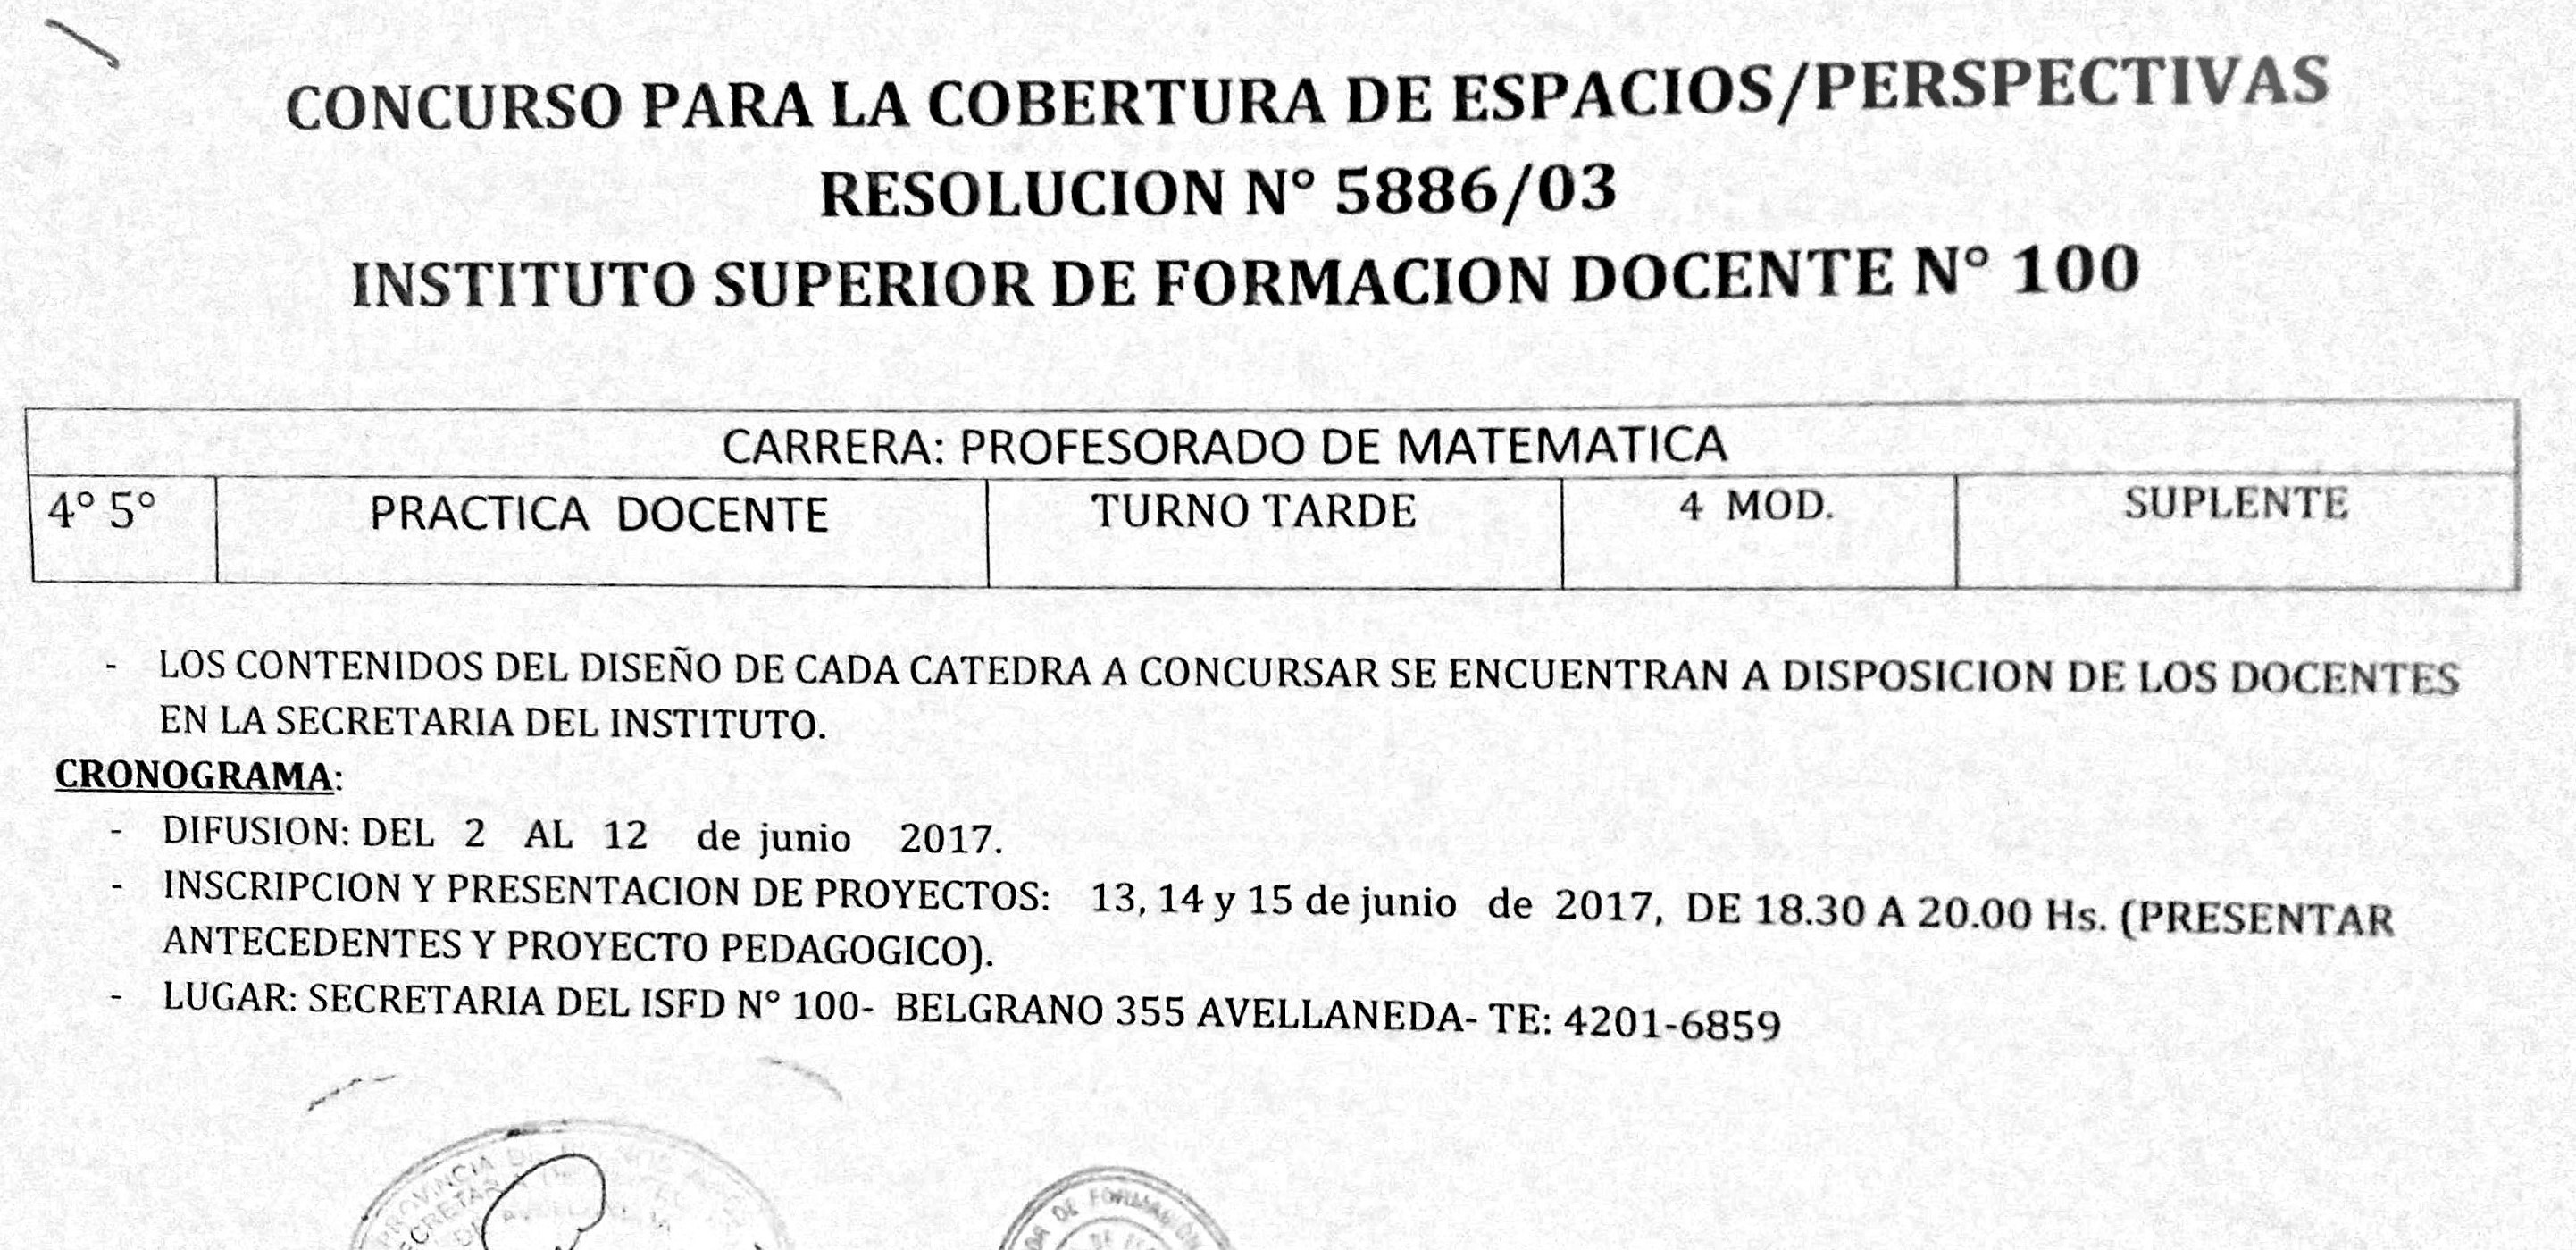 CONCURSO PARA LA COBERTURA DE ESPACIOS/PERSPECTIVAS
RESOLUCION N° 5886/03
INSTITUTO SUPERIOR DE FORMACION DOCENTE N° 100
CARRERA: PROFESORADO DE MATEMATICA
4° 5° PRACTICA DOCENTE TURNO TARDE 4 MOD. SUPLENTE
- LOS CONTENIDOS DEL DISEÑO DE CADA CATEDRA A CONCURSAR SE ENCUENTRAN A DISPOSICION DE LOS DOCENTES
EN LA SECRETARIA DEL INSTITUTO.
CRONOGRAMA:
- DIFUSION: DEL 2 AL 12 de junio 2017.
- INSCRIPCION Y PRESENTACION DE PROYECTOS: 13, 14 y 15 de junio de 2017, DE 18.30 A 20.00 Hs. (PRESENTAR
ANTECEDENTES Y PROYECTO PEDAGOGICO).
- LUGAR: SECRETARIA DEL ISFD N° 100- BELGRANO 355 AVELLANEDA- TE: 4201-6859
PROVINCIA DE
DE FORMACION